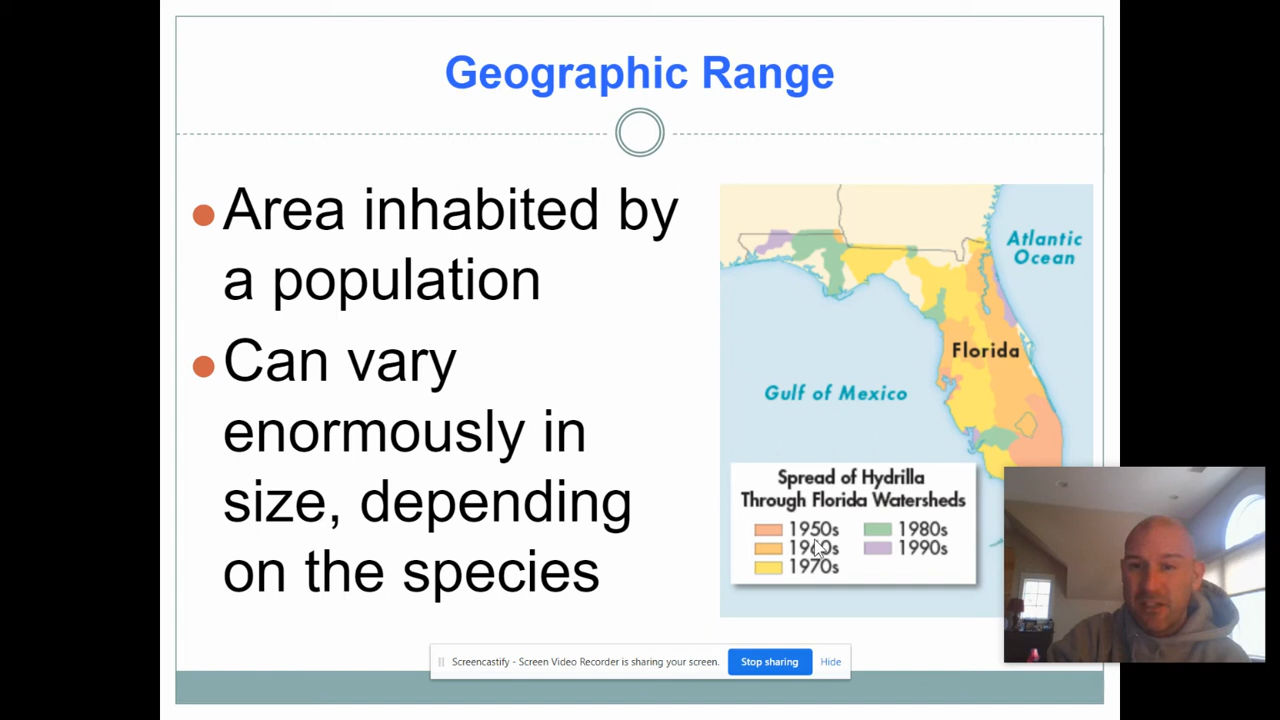 Geographic Range
Area inhabited by
a population
Can vary
enormously in
size, depending
on the species
Atlantic
Ocean
Florida
Gulf of Mexico
Spread of Hydrilla
Through Florida Watersheds
1950s 1980s
1960s 1990s
1970s
Screencastify - Screen Video Recorder is sharing your screen. Stop sharing Hide